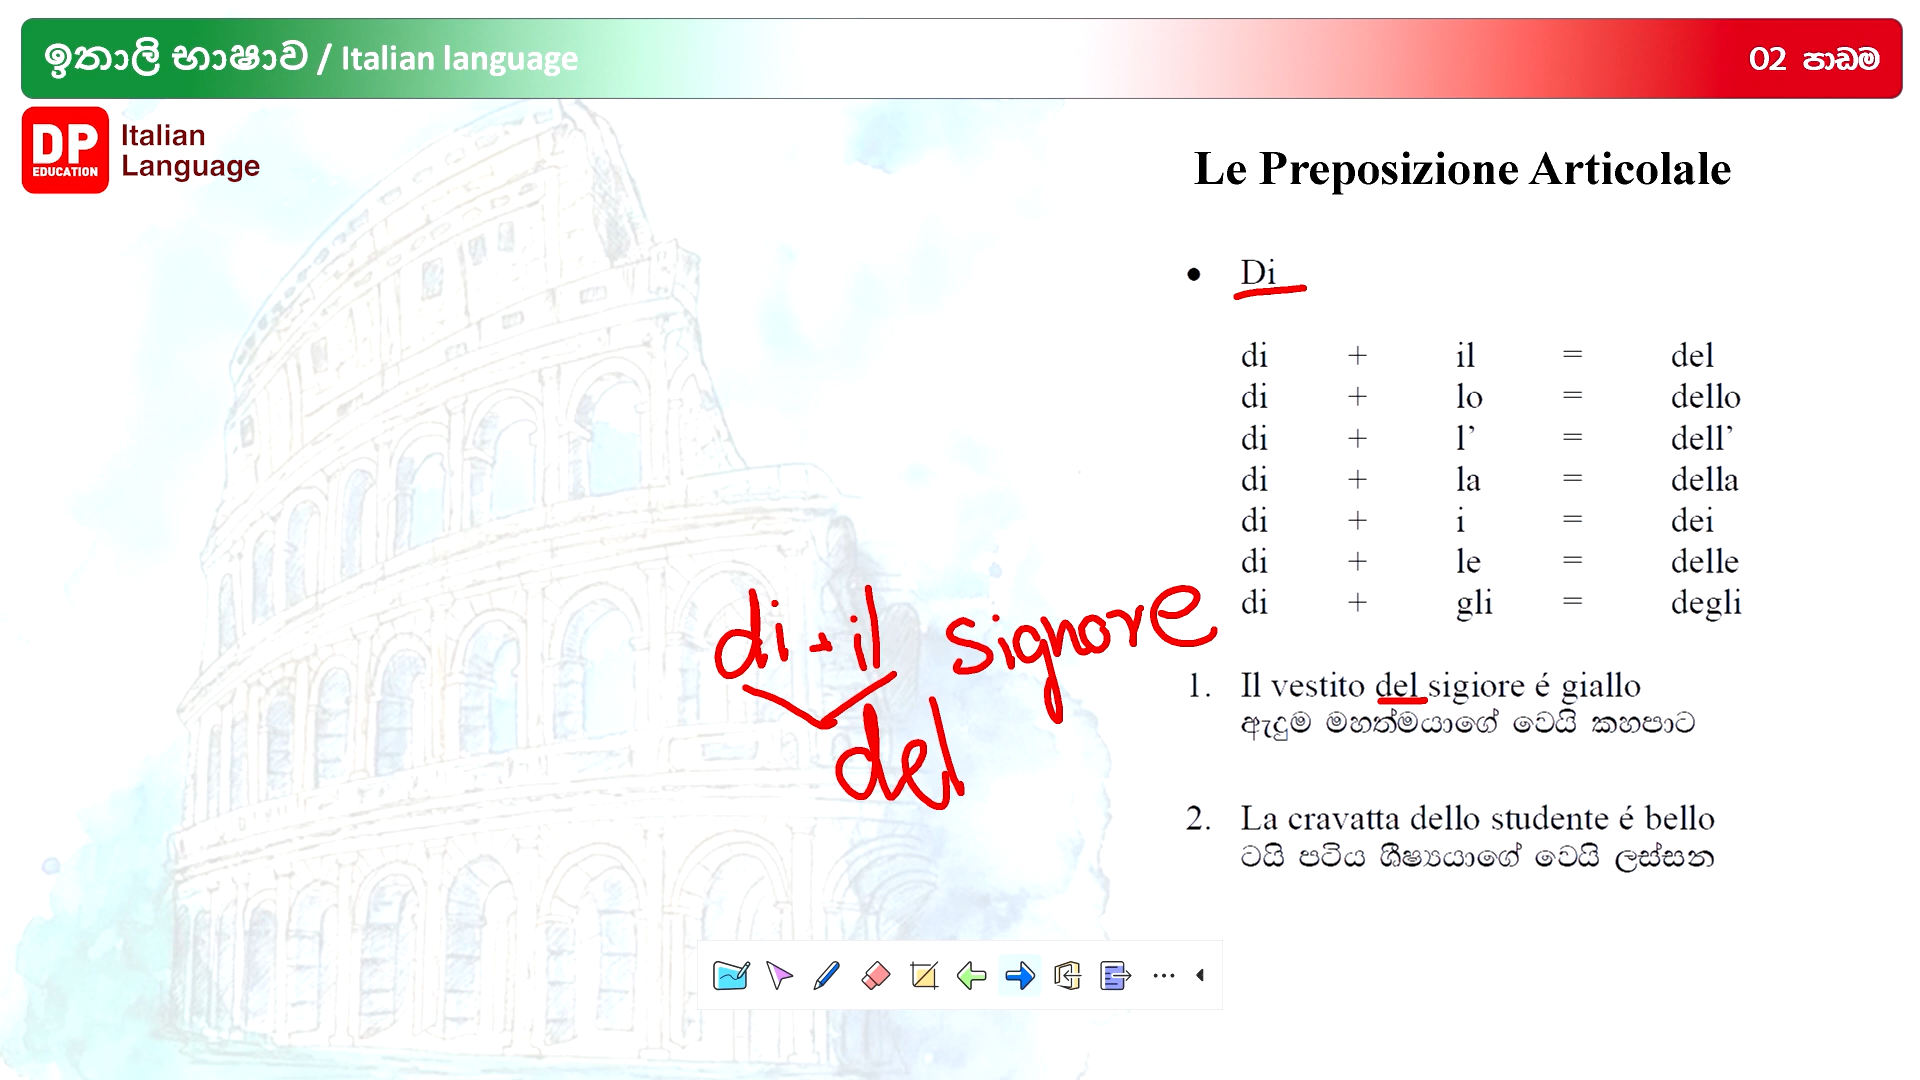 ඉතාලි භාෂාව / Italian language
02 පාඩම
DP
EDUCATION
Italian
Language
Le Preposizione Articolale
• Di
di + il = del
di + lo = dello
di + l’ = dell’
di + la = della
di + i = dei
di + le = delle
di + gli = degli
di + il signore
del
1. Il vestito del sigiore é giallo
ඇඳුම මහත්මයාගේ වෙයි කහපාට
2. La cravatta dello studente é bello
ටයි පටිය ශීෂ්‍යයාගේ වෙයි ලස්සන